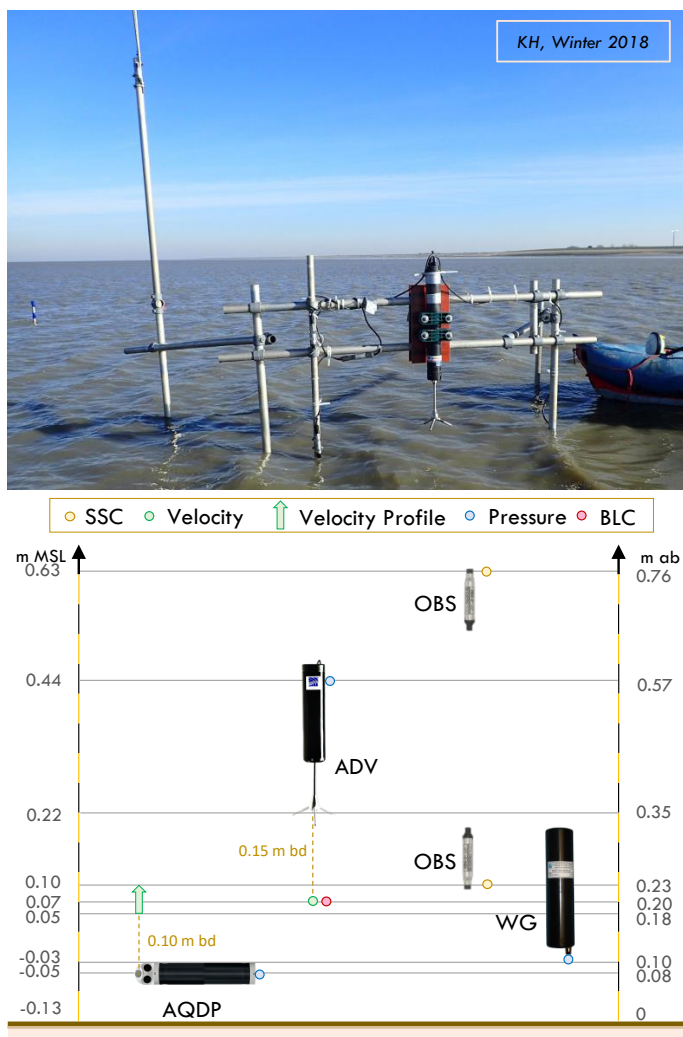 KH, Winter 2018
SSC Velocity Velocity Profile Pressure BLC
m MSL m ab
0.63 0.76
OBS
0.44 0.57
ADV
0.22 0.35
0.15 m bd
OBS
0.10 0.23
0.07 0.20
0.05 0.18
WG
0.10 m bd
-0.03 0.10
-0.05 0.08
-0.13 0
AQDP